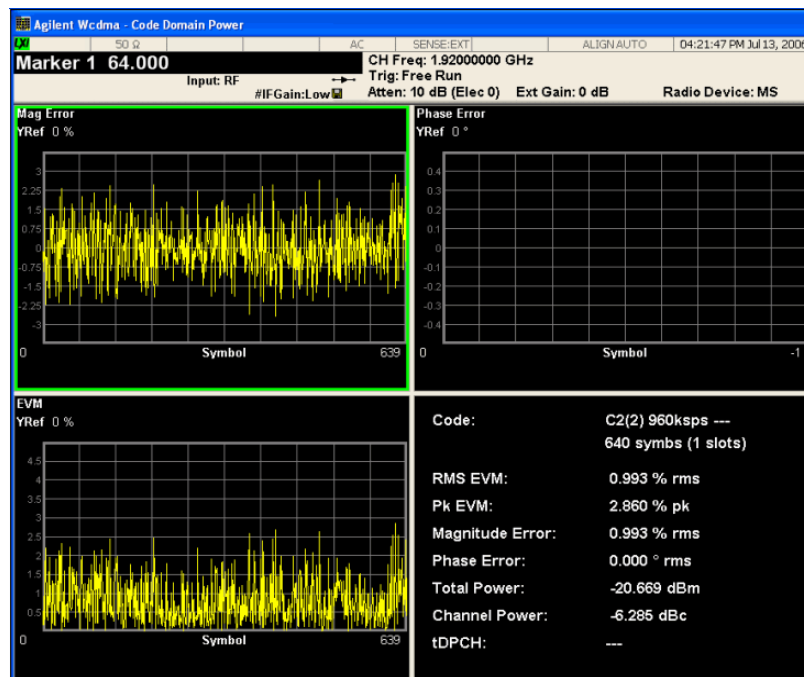 Agilent Wcdma - Code Domain Power
LXI 50 Ω AC SENSE:EXT ALIGN AUTO 04:21:47 PM Jul 13, 2006
Marker 1 64.000
Input: RF
#IFGain:Low
CH Freq: 1.92000000 GHz
Trig: Free Run
Atten: 10 dB (Elec 0) Ext Gain: 0 dB Radio Device: MS
Mag Error
YRef 0 %
3
2.25
1.5
0.75
0
-0.75
-1.5
-2.25
-3
0 Symbol 639
Phase Error
YRef 0 °
0.4
0.3
0.2
0.1
0
-0.1
-0.2
-0.3
-0.4
0 Symbol -1
EVM
YRef 0 %
4.5
4
3.5
3
2.5
2
1.5
1
0.5
0 Symbol 639
Code: C2(2) 960ksps ---
640 symbs (1 slots)
RMS EVM: 0.993 % rms
Pk EVM: 2.860 % pk
Magnitude Error: 0.993 % rms
Phase Error: 0.000 ° rms
Total Power: -20.669 dBm
Channel Power: -6.285 dBc
tDPCH: ---